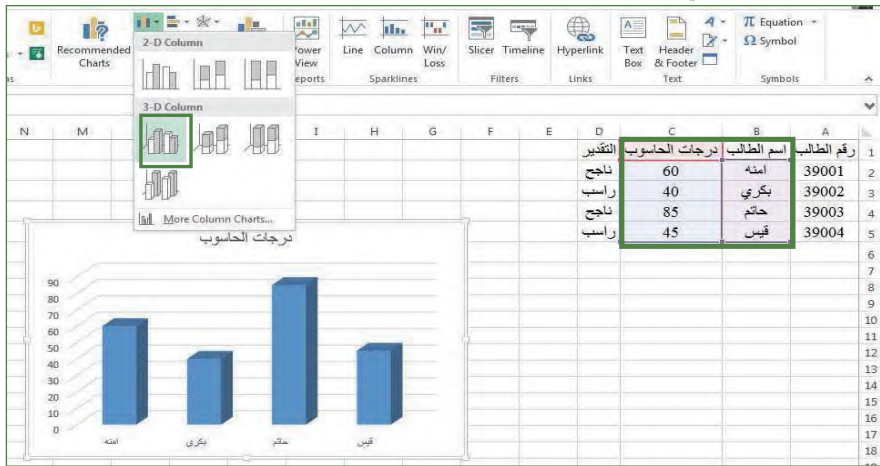 Recommended Charts
2-D Column
3-D Column
More Column Charts...
Power View
Reports
Line
Column
Win/Loss
Sparklines
Slicer
Timeline
Filters
Hyperlink
Links
Text Box
Header & Footer
Text
π Equation
Ω Symbol
Symbols
N M I H G F E D C B A
1 رقم الطالب اسم الطالب درجات الحاسوب التقدير
2 39001 امنه 60 ناجح
3 39002 بكري 40 راسب
4 39003 حاتم 85 ناجح
5 39004 قيس 45 راسب
6
7
8
9
10
11
12
13
14
15
16
17
18
درجات الحاسوب
90
80
70
60
50
40
30
20
10
0
امنه بكري حاتم قيس